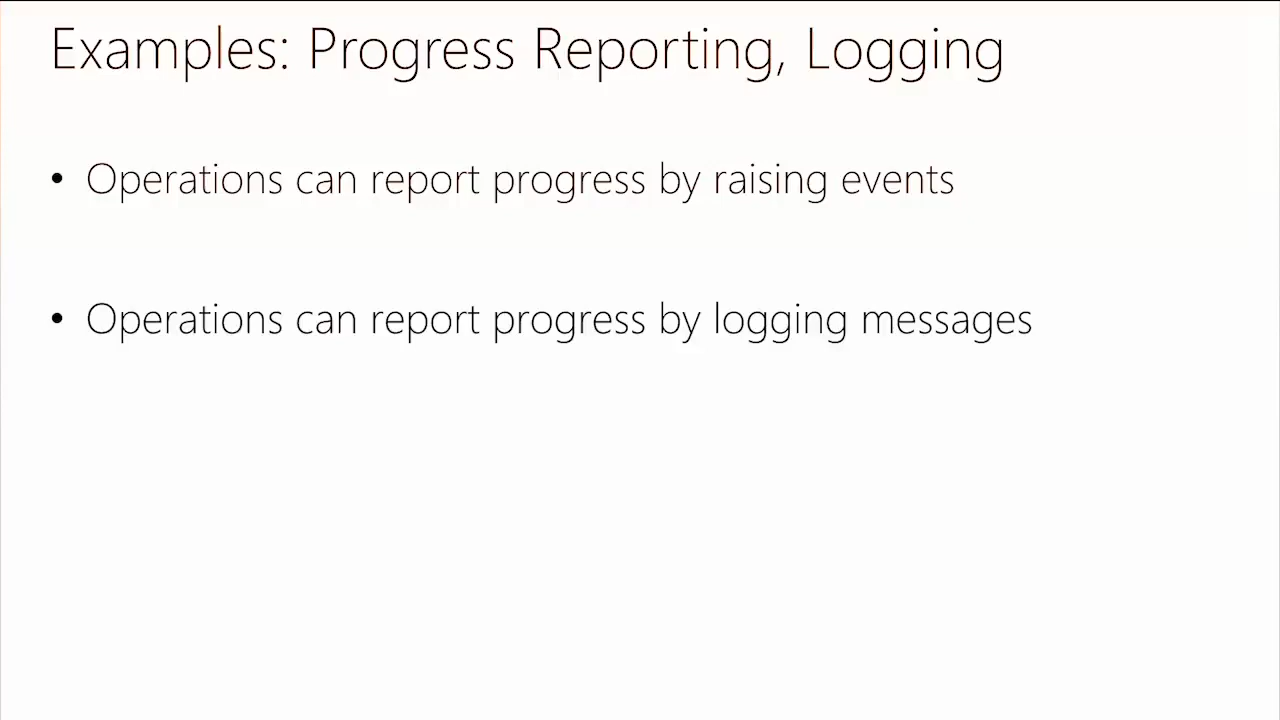 Examples: Progress Reporting, Logging
• Operations can report progress by raising events
• Operations can report progress by logging messages